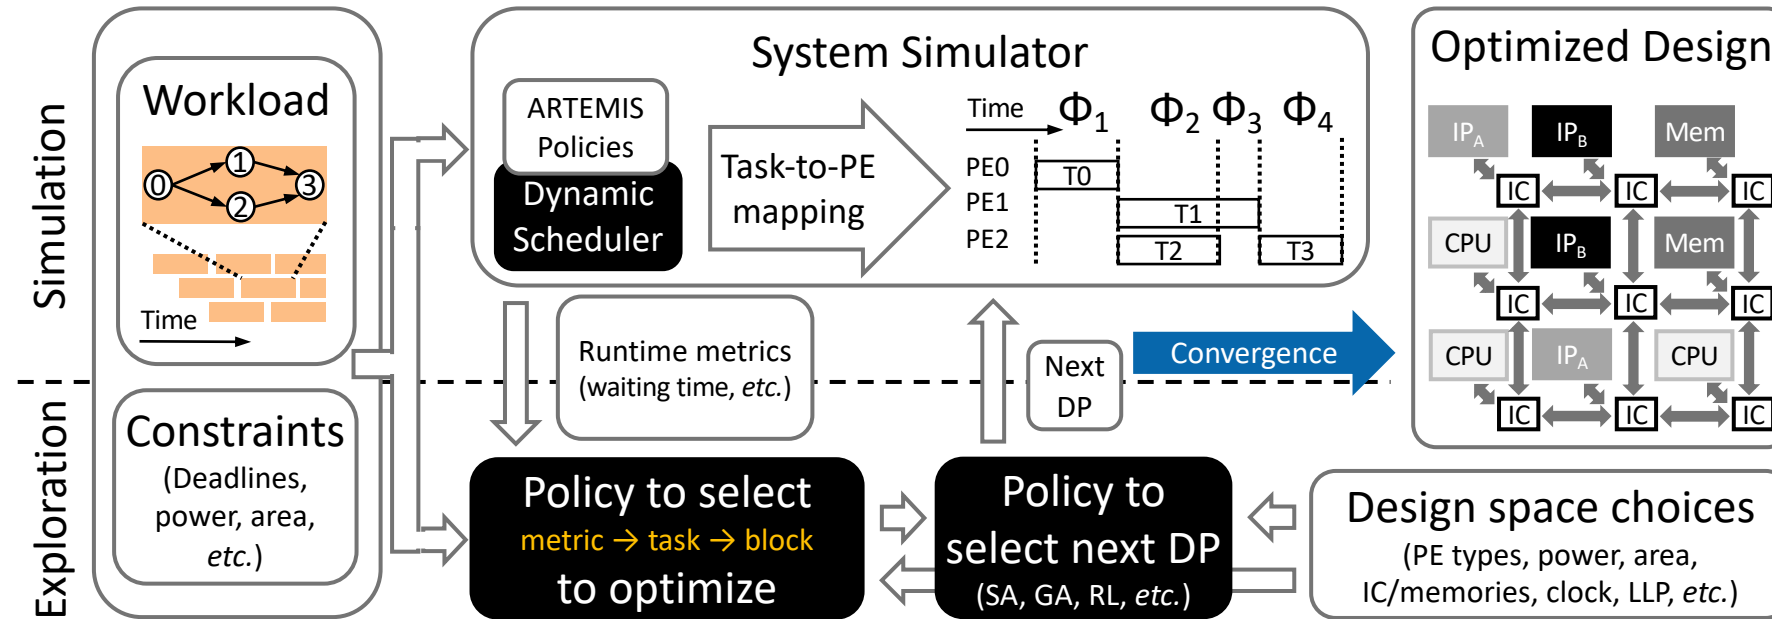 Simulation
Exploration
Workload
0
1
2
3
Time
Constraints
(Deadlines,
power, area,
etc.)
System Simulator
ARTEMIS
Policies
Dynamic
Scheduler
Task-to-PE
mapping
Time
Φ1 Φ2 Φ3 Φ4
PE0
T0
PE1
T1
PE2
T2
T3
Runtime metrics
(waiting time, etc.)
Next
DP
Convergence
Policy to select
metric → task → block
to optimize
Policy to
select next DP
(SA, GA, RL, etc.)
Design space choices
(PE types, power, area,
IC/memories, clock, LLP, etc.)
Optimized Design
IPA IPB Mem
IC IC IC
CPU IPB Mem
IC IC IC
CPU IPA CPU
IC IC IC